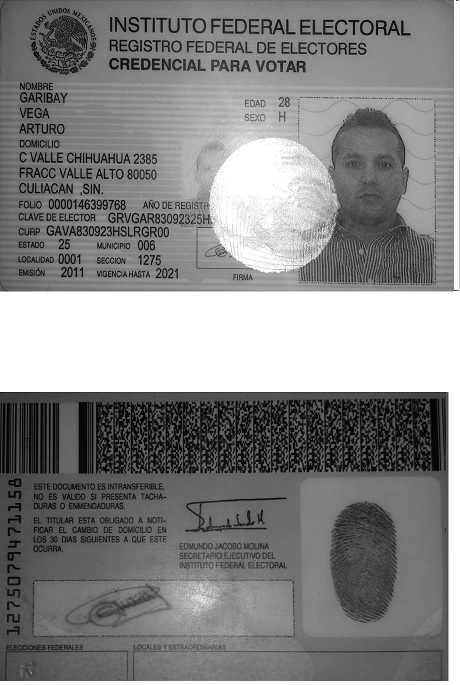 ESTADOS UNIDOS MEXICANOS
INSTITUTO FEDERAL ELECTORAL
REGISTRO FEDERAL DE ELECTORES
CREDENCIAL PARA VOTAR
NOMBRE
GARIBAY
VEGA
ARTURO
EDAD 28
SEXO H
DOMICILIO
C VALLE CHIHUAHUA 2385
FRACC VALLE ALTO 80050
CULIACAN ,SIN.
FOLIO 0000146399768 AÑO DE REGISTR
CLAVE DE ELECTOR GRVGAR83092325H
CURP GAVA830923HSLRGR00
ESTADO 25 MUNICIPIO 006
LOCALIDAD 0001 SECCION 1275
EMISIÓN 2011 VIGENCIA HASTA 2021
FIRMA
1275079471158
ESTE DOCUMENTO ES INTRANSFERIBLE,
NO ES VALIDO SI PRESENTA TACHA-
DURAS O ENMENDADURAS.
EL TITULAR ESTA OBLIGADO A NOTI-
FICAR EL CAMBIO DE DOMICILIO EN
LOS 30 DIAS SIGUIENTES A QUE ESTE
OCURRA.
EDMUNDO JACOBO MOLINA
SECRETARIO EJECUTIVO DEL
INSTITUTO FEDERAL ELECTORAL
ELECCIONES FEDERALES
LOCALES Y EXTRAORDINARIAS